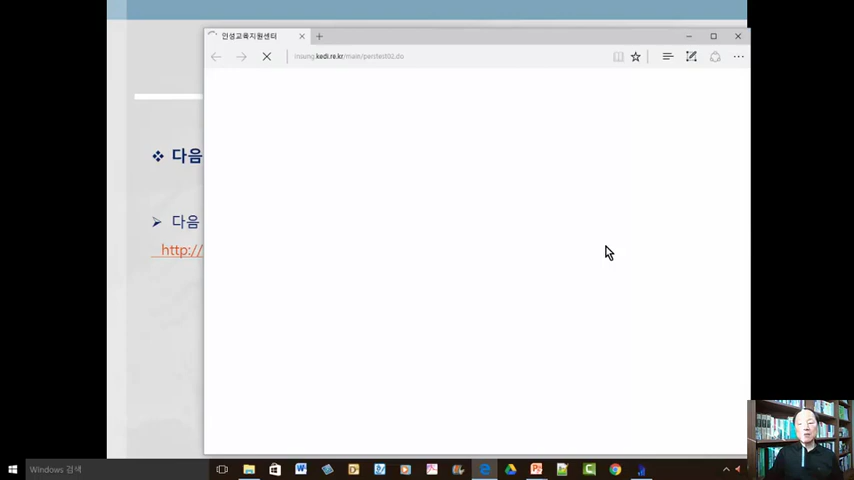 인성교육지원센터
insung.kedi.re.kr/main/perstest02.do
❖ 다음
➢ 다음
http://
Windows 검색